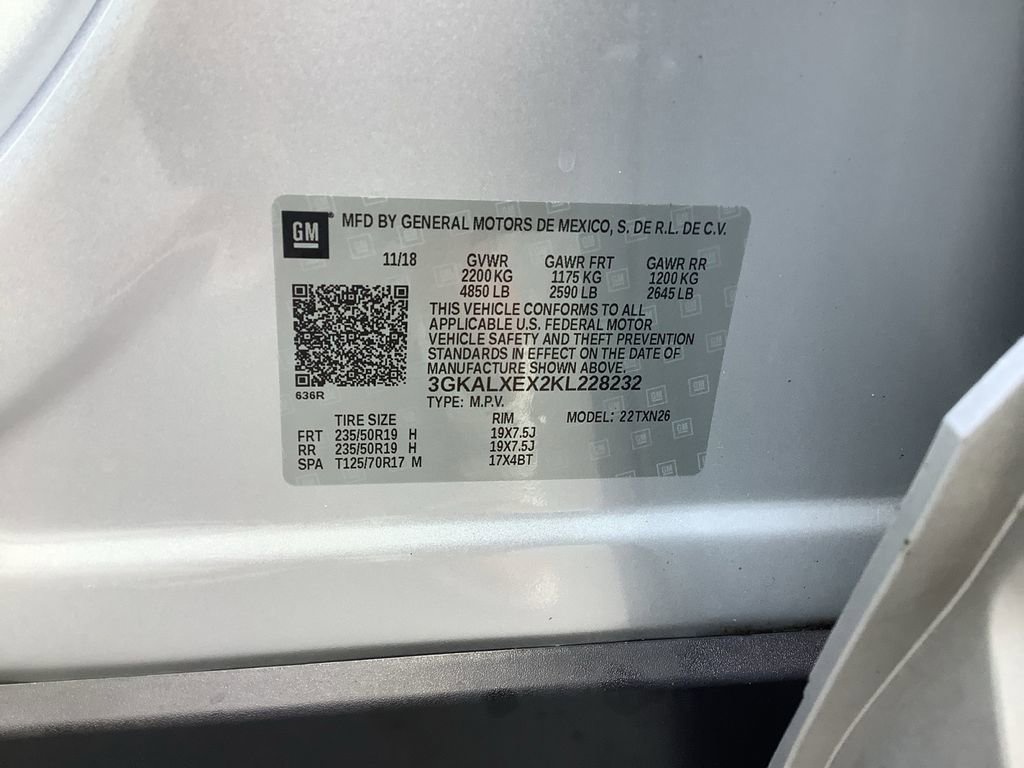 GM ® MFD BY GENERAL MOTORS DE MEXICO, S. DE R.L. DE C.V.
11/18 GVWR GAWR FRT GAWR RR
2200 KG 1175 KG 1200 KG
4850 LB 2590 LB 2645 LB
THIS VEHICLE CONFORMS TO ALL
APPLICABLE U.S. FEDERAL MOTOR
VEHICLE SAFETY AND THEFT PREVENTION
STANDARDS IN EFFECT ON THE DATE OF
MANUFACTURE SHOWN ABOVE.
3GKALXEX2KL228232
636R
TYPE: M.P.V.
TIRE SIZE RIM MODEL: 22TXN26
FRT 235/50R19 H 19X7.5J
RR 235/50R19 H 19X7.5J
SPA T125/70R17 M 17X4BT